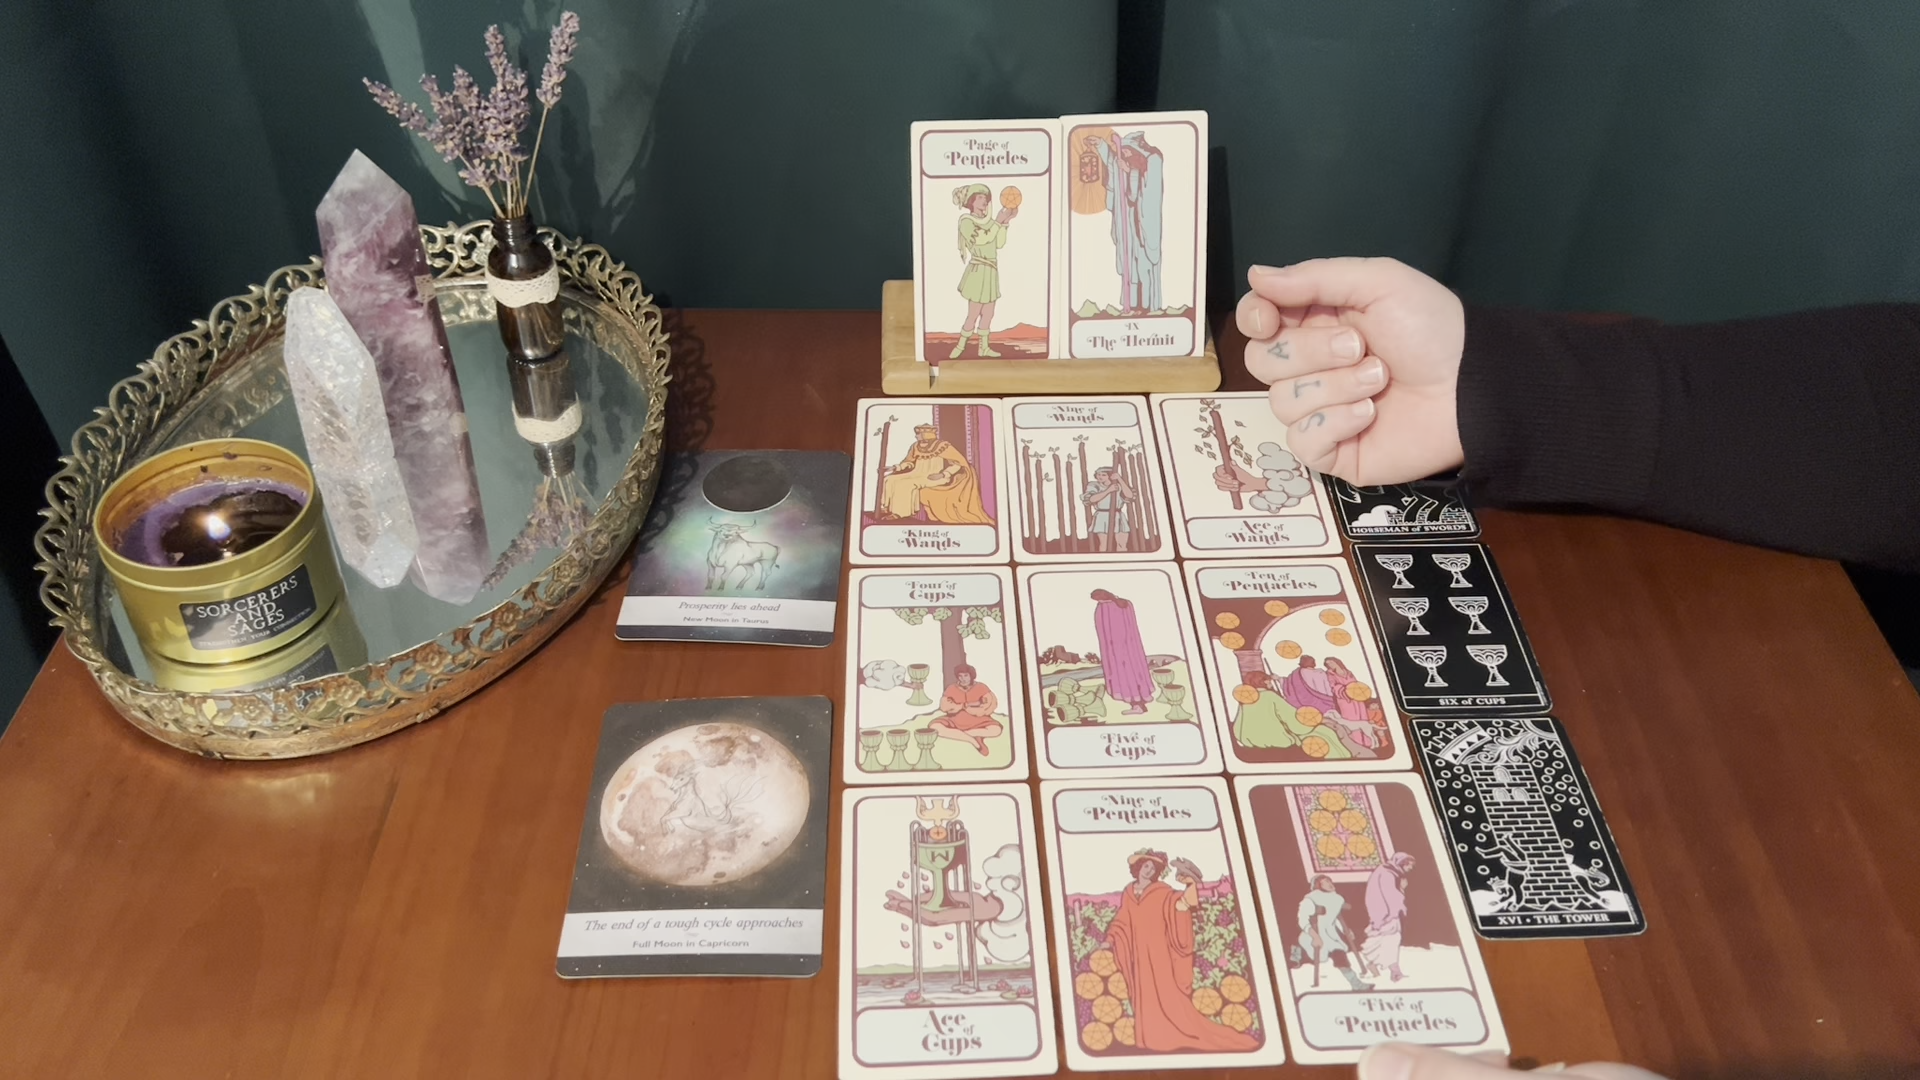 Page of
Pentacles
IX
The Hermit
King of
Wands
Nine of
Wands
Ace of
Wands
HORSEMAN of SWORDS
Four of
Cups
Five of
Cups
Ten of
Pentacles
SIX of CUPS
Ace
of
Cups
Nine of
Pentacles
Five of
Pentacles
XVI • THE TOWER
Prosperity lies ahead
New Moon in Taurus
The end of a tough cycle approaches
Full Moon in Capricorn
SORCERERS
AND
SAGES
STRENGTHEN YOUR CONNECTION
A
I
S